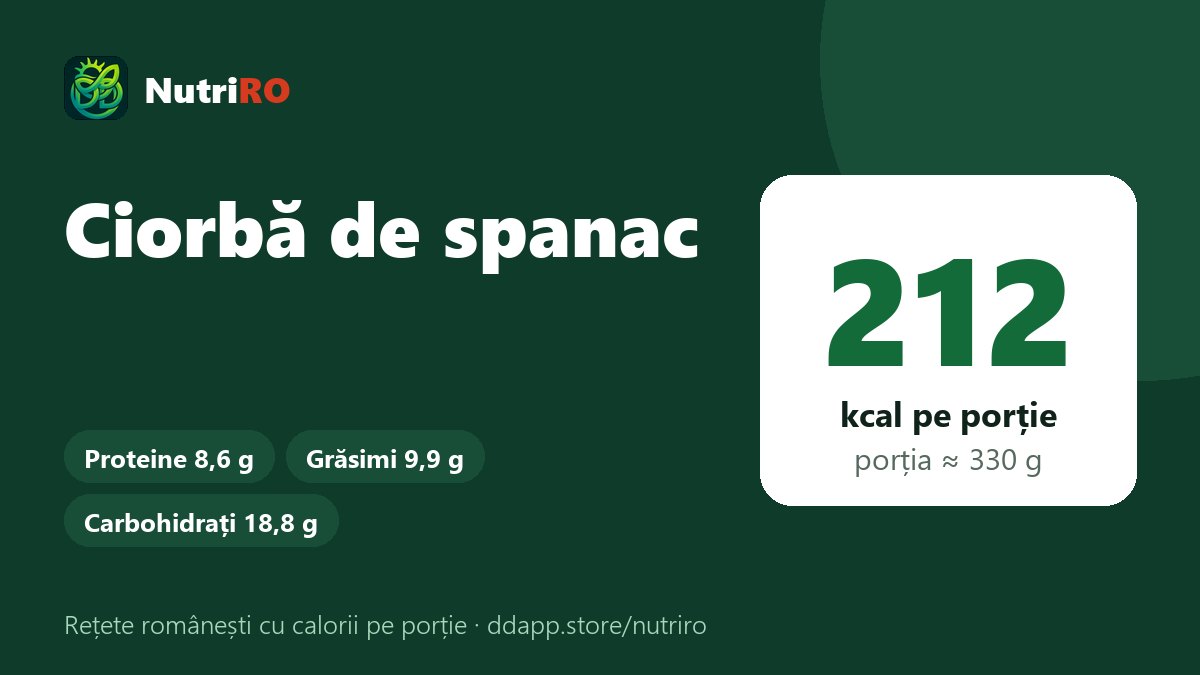 NutriRO
Ciorbă de spanac
212
kcal pe porție
porția ≈ 330 g
Proteine 8,6 g
Grăsimi 9,9 g
Carbohidrați 18,8 g
Rețete românești cu calorii pe porție · ddapp.store/nutriro